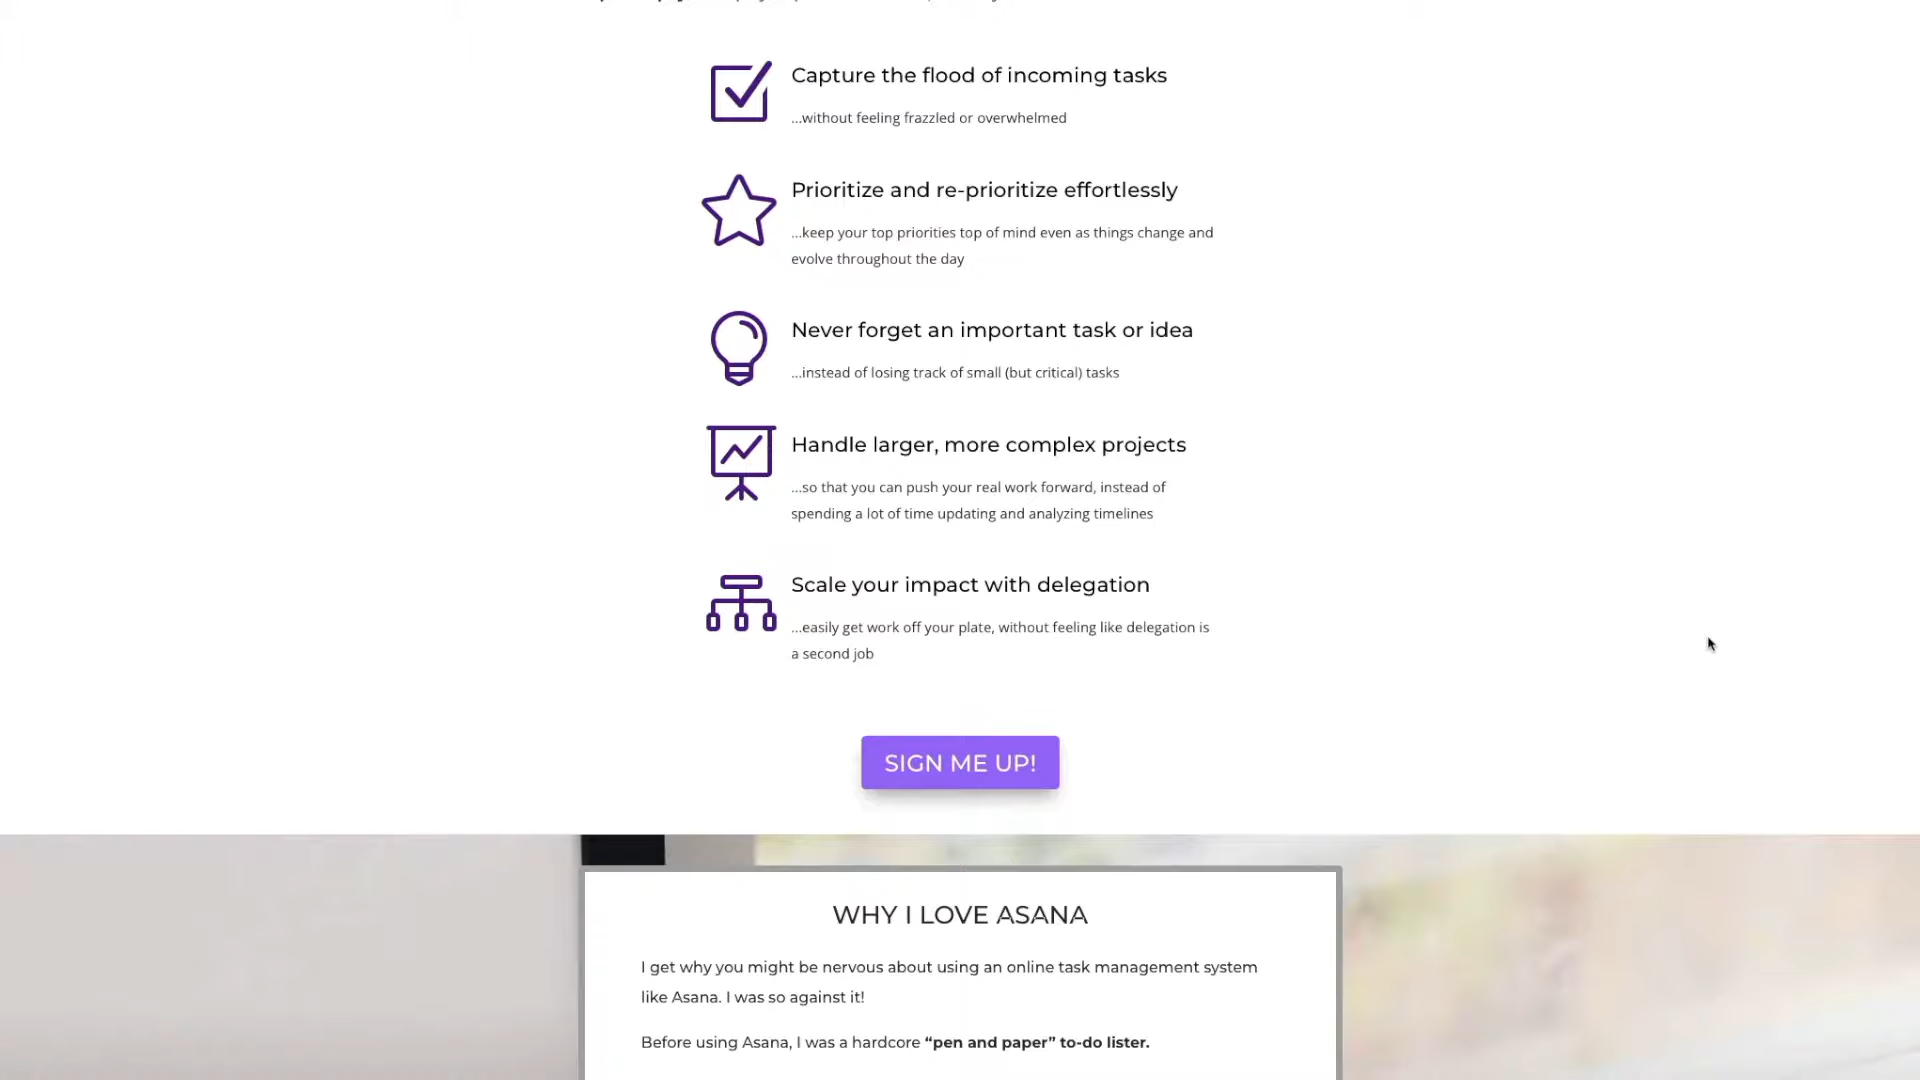 Capture the flood of incoming tasks
...without feeling frazzled or overwhelmed
Prioritize and re-prioritize effortlessly
...keep your top priorities top of mind even as things change and
evolve throughout the day
Never forget an important task or idea
...instead of losing track of small (but critical) tasks
Handle larger, more complex projects
...so that you can push your real work forward, instead of
spending a lot of time updating and analyzing timelines
Scale your impact with delegation
...easily get work off your plate, without feeling like delegation is
a second job
SIGN ME UP!
WHY I LOVE ASANA
I get why you might be nervous about using an online task management system
like Asana. I was so against it!
Before using Asana, I was a hardcore “pen and paper” to-do lister.